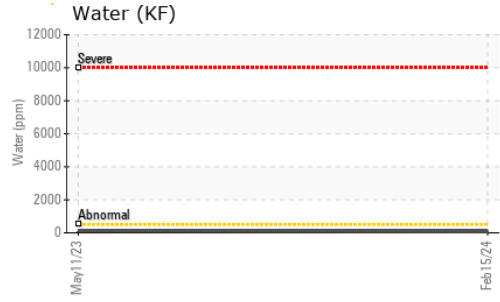 Water (KF)
12000
Severe
10000
8000
6000
4000
2000
Abnormal
0
Water (ppm)
May11/23
Feb15/24